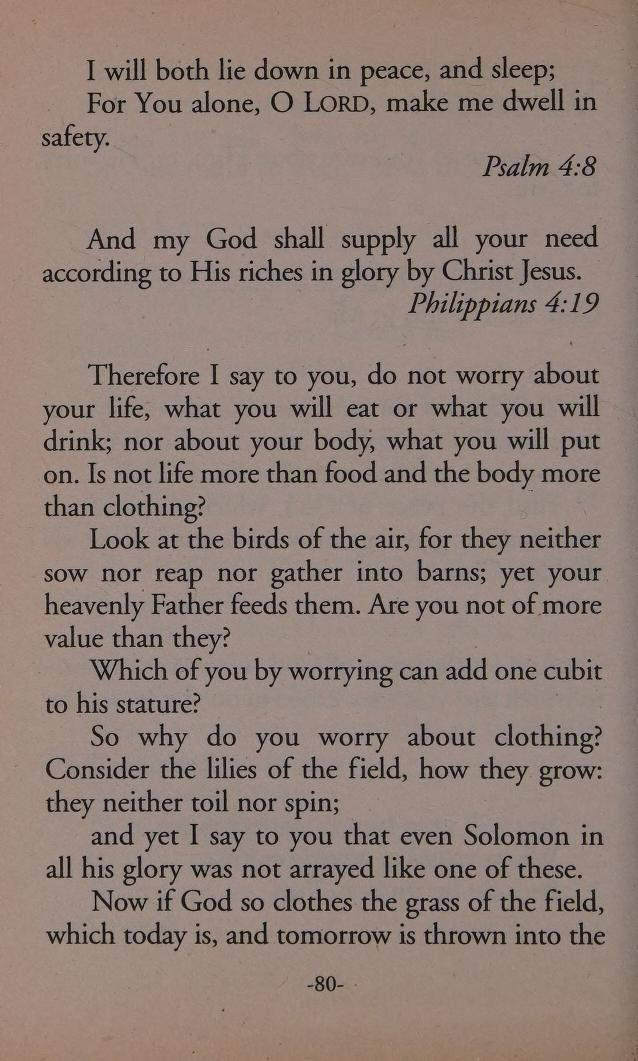 I will both lie down in peace, and sleep;
For You alone, O LORD, make me dwell in
safety.
Psalm 4:8
And my God shall supply all your need
according to His riches in glory by Christ Jesus.
Philippians 4:19
Therefore I say to you, do not worry about
your life, what you will eat or what you will
drink; nor about your body, what you will put
on. Is not life more than food and the body more
than clothing?
Look at the birds of the air, for they neither
sow nor reap nor gather into barns; yet your
heavenly Father feeds them. Are you not of more
value than they?
Which of you by worrying can add one cubit
to his stature?
So why do you worry about clothing?
Consider the lilies of the field, how they grow:
they neither toil nor spin;
and yet I say to you that even Solomon in
all his glory was not arrayed like one of these.
Now if God so clothes the grass of the field,
which today is, and tomorrow is thrown into the
-80-